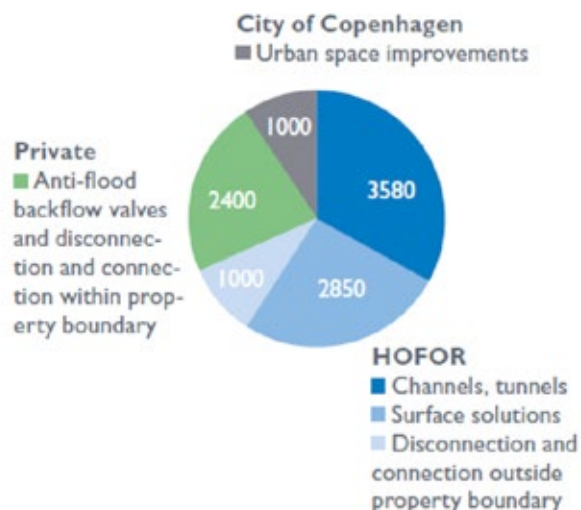 City of Copenhagen
Urban space improvements
1000
3580
2850
1000
2400
Private
Anti-flood
backflow valves
and disconnec-
tion and connec-
tion within prop-
erty boundary
HOFOR
Channels, tunnels
Surface solutions
Disconnection and
connection outside
property boundary